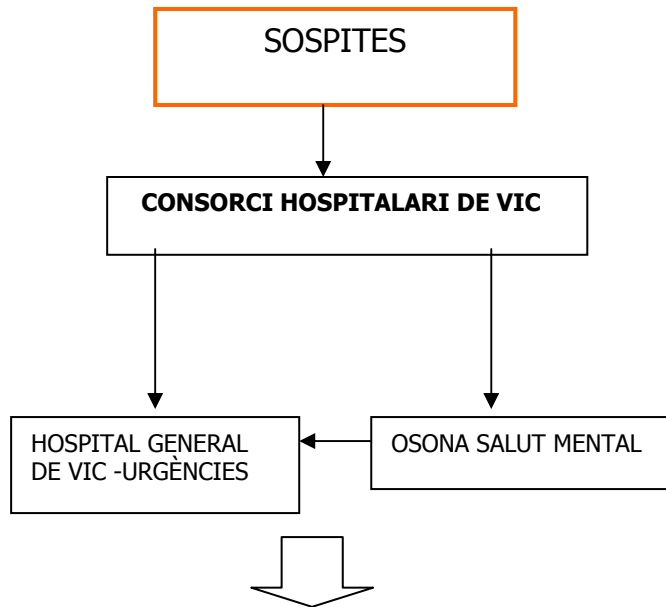 SOSPITES
CONSORCI HOSPITALARI DE VIC
HOSPITAL GENERAL
DE VIC -URGÈNCIES
OSONA SALUT MENTAL